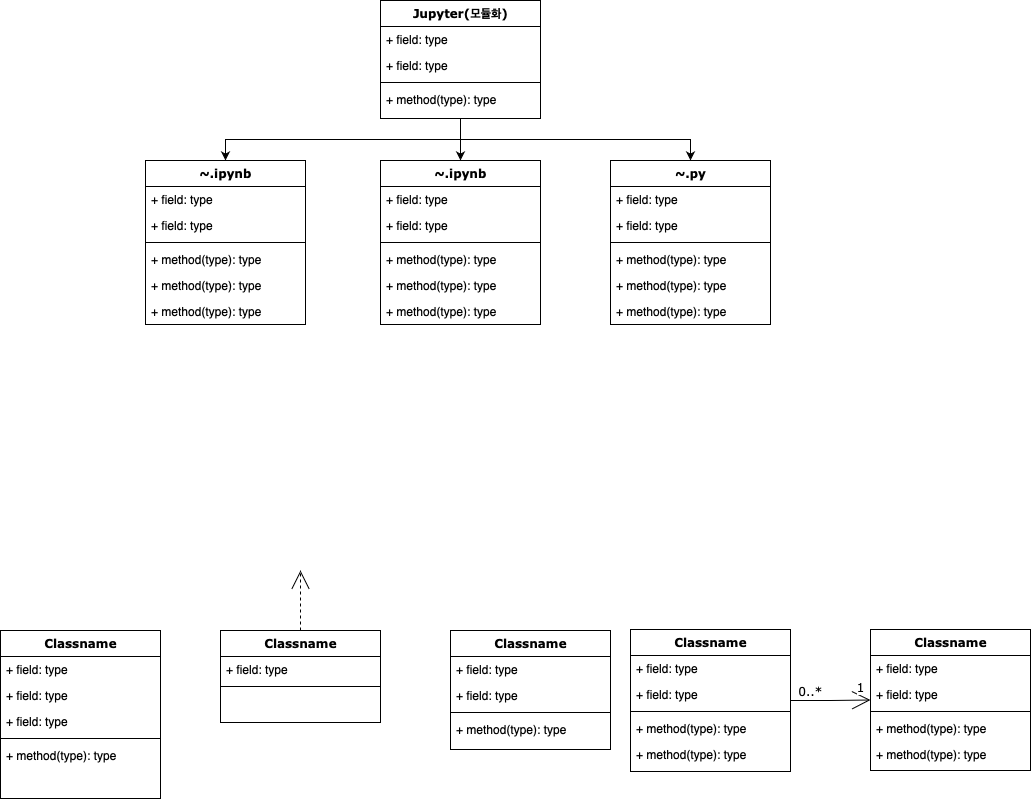 Jupyter(모듈화)
+ field: type
+ field: type
+ method(type): type
~.ipynb
+ field: type
+ field: type
+ method(type): type
+ method(type): type
+ method(type): type
~.ipynb
+ field: type
+ field: type
+ method(type): type
+ method(type): type
+ method(type): type
~.py
+ field: type
+ field: type
+ method(type): type
+ method(type): type
+ method(type): type
Classname
+ field: type
+ field: type
+ field: type
+ method(type): type
Classname
+ field: type
Classname
+ field: type
+ field: type
+ method(type): type
Classname
+ field: type
+ field: type
+ method(type): type
+ method(type): type
0..*
1
Classname
+ field: type
+ field: type
+ method(type): type
+ method(type): type